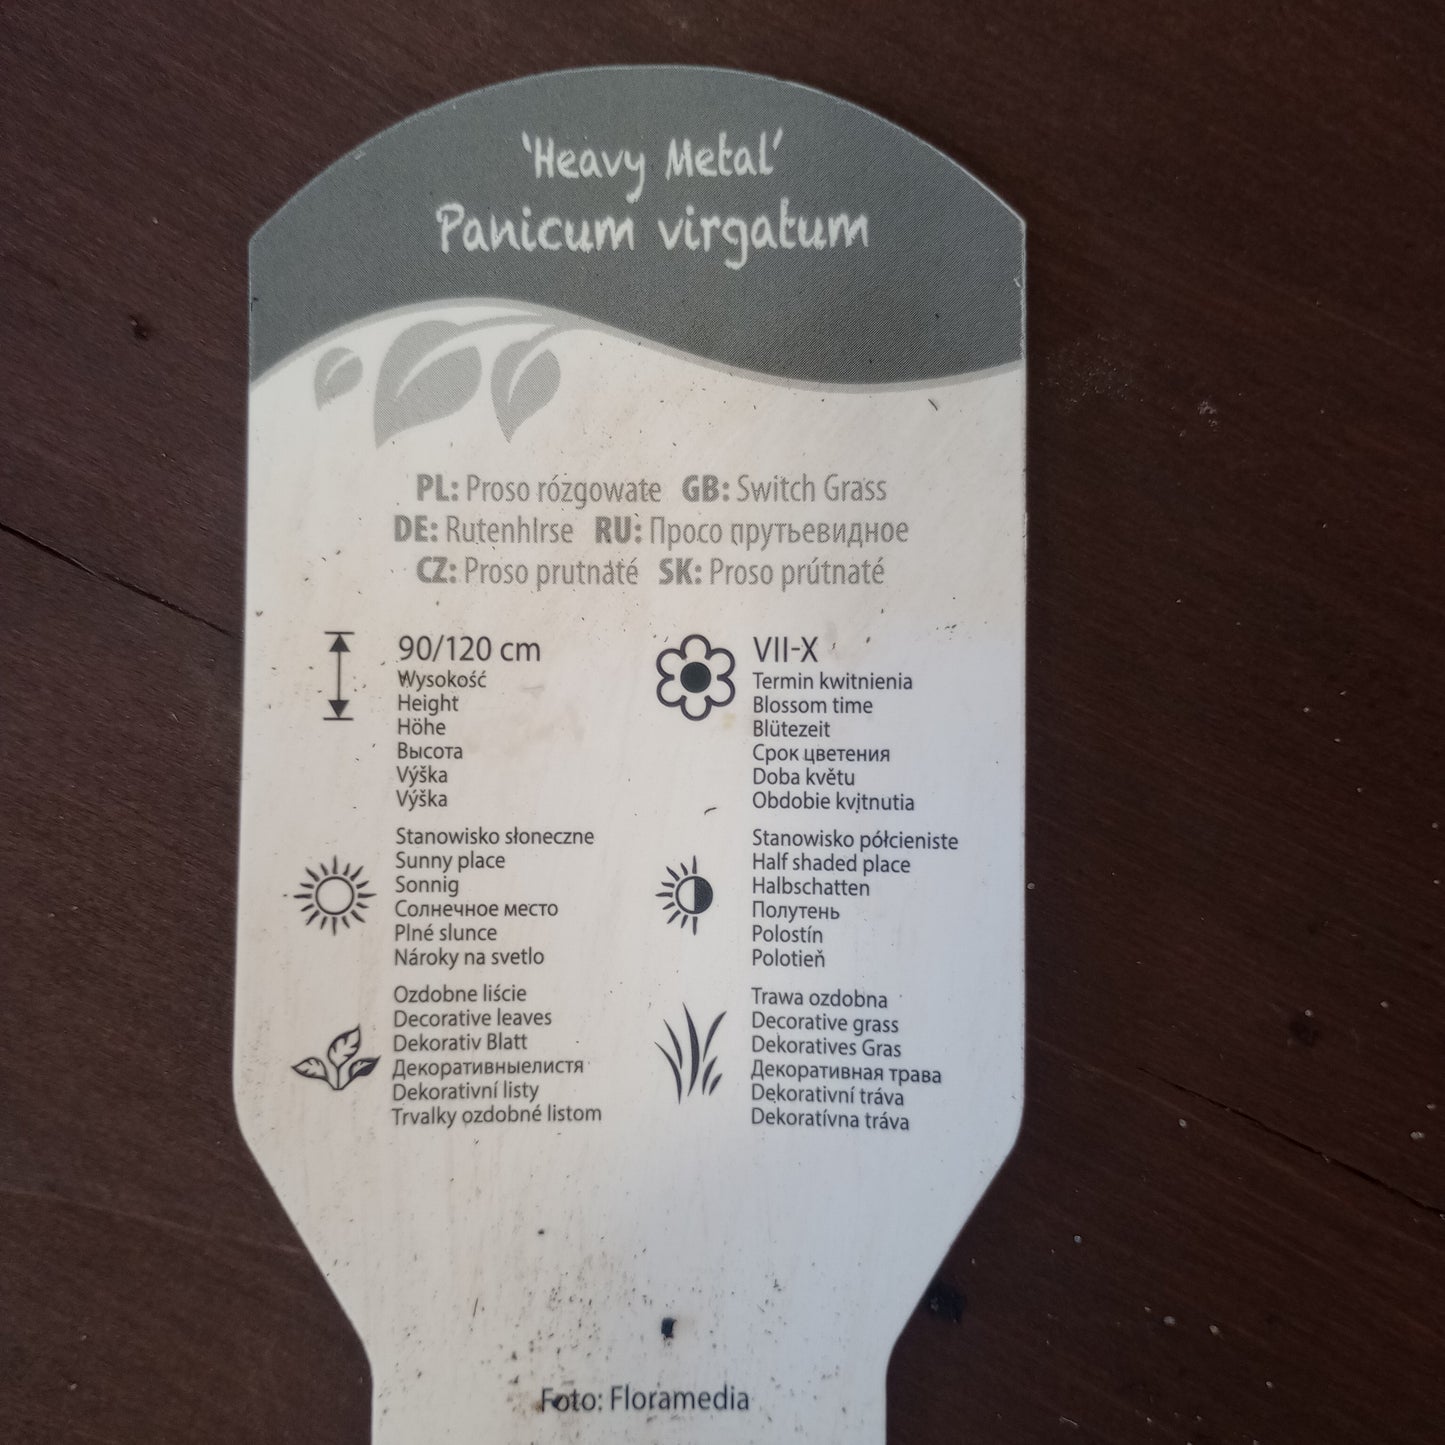 'Heavy Metal'
Panicum virgatum
PL: Proso rózgowate GB: Switch Grass
DE: RutenhIrse RU: Просо прутьевидное
CZ: Proso prutnaté SK: Proso prútnaté
90/120 cm
Wysokość
Height
Höhe
Высота
Výška
Výška
VII-X
Termin kwitnienia
Blossom time
Blütezeit
Срок цветения
Doba květu
Obdobie kvitnutia
Stanowisko słoneczne
Sunny place
Sonnig
Солнечное место
Plné slunce
Nároky na svetlo
Stanowisko półcieniste
Half shaded place
Halbschatten
Полутень
Polostín
Polotieň
Ozdobne liście
Decorative leaves
Dekorativ Blatt
Декоративныелистя
Dekorativní listy
Trvalky ozdobné listom
Trawa ozdobna
Decorative grass
Dekoratives Gras
Декоративная трава
Dekorativní tráva
Dekoratívna tráva
Foto: Floramedia